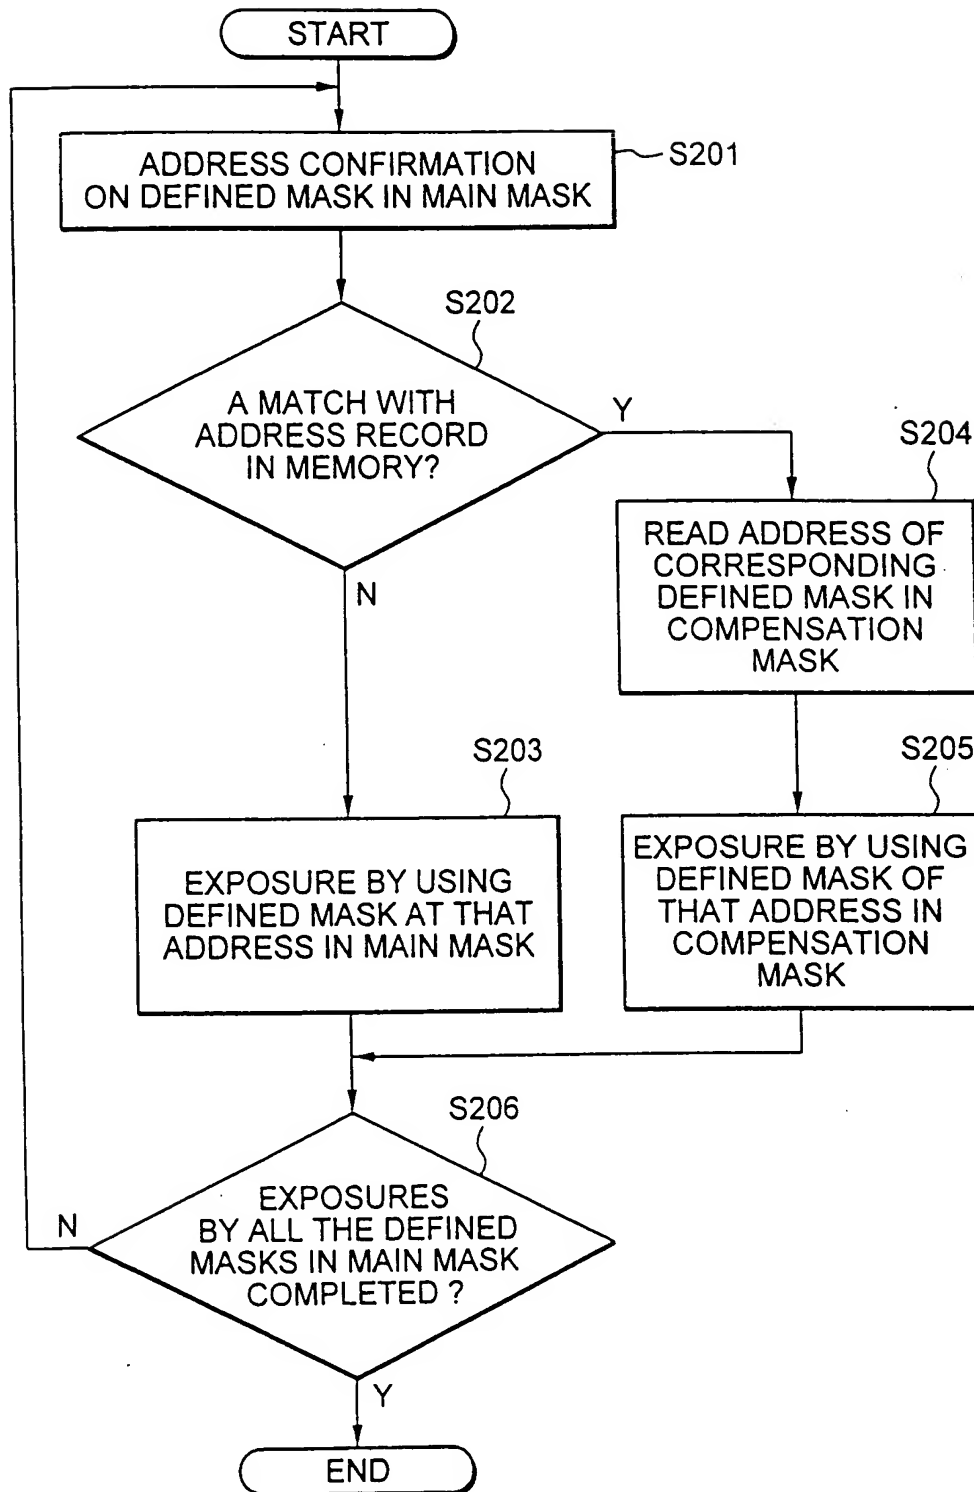 START
ADDRESS CONFIRMATION
ON DEFINED MASK IN MAIN MASK
S201
S202
A MATCH WITH
ADDRESS RECORD
IN MEMORY?
Y
N
S204
READ ADDRESS OF
CORRESPONDING
DEFINED MASK IN
COMPENSATION
MASK
S203
EXPOSURE BY USING
DEFINED MASK AT THAT
ADDRESS IN MAIN MASK
S205
EXPOSURE BY USING
DEFINED MASK OF
THAT ADDRESS IN
COMPENSATION
MASK
S206
EXPOSURES
BY ALL THE DEFINED
MASKS IN MAIN MASK
COMPLETED ?
N
Y
END